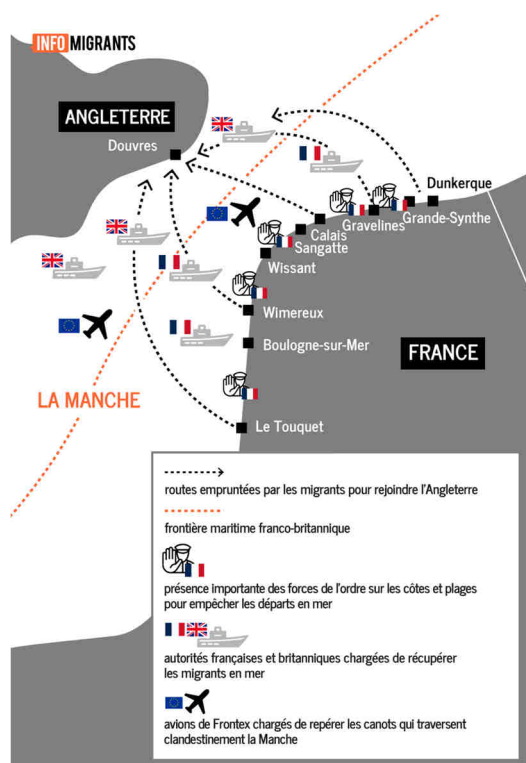 INFO MIGRANTS
ANGLETERRE
Douvres
Dunkerque
Grande-Synthe
Gravelines
Calais
Sangatte
Wissant
Wimereux
Boulogne-sur-Mer
FRANCE
LA MANCHE
Le Touquet
routes empruntées par les migrants pour rejoindre l'Angleterre
frontière maritime franco-britannique
présence importante des forces de l'ordre sur les côtes et plages
pour empêcher les départs en mer
autorités françaises et britanniques chargées de récupérer
les migrants en mer
avions de Frontex chargés de repérer les canots qui traversent
clandestinement la Manche